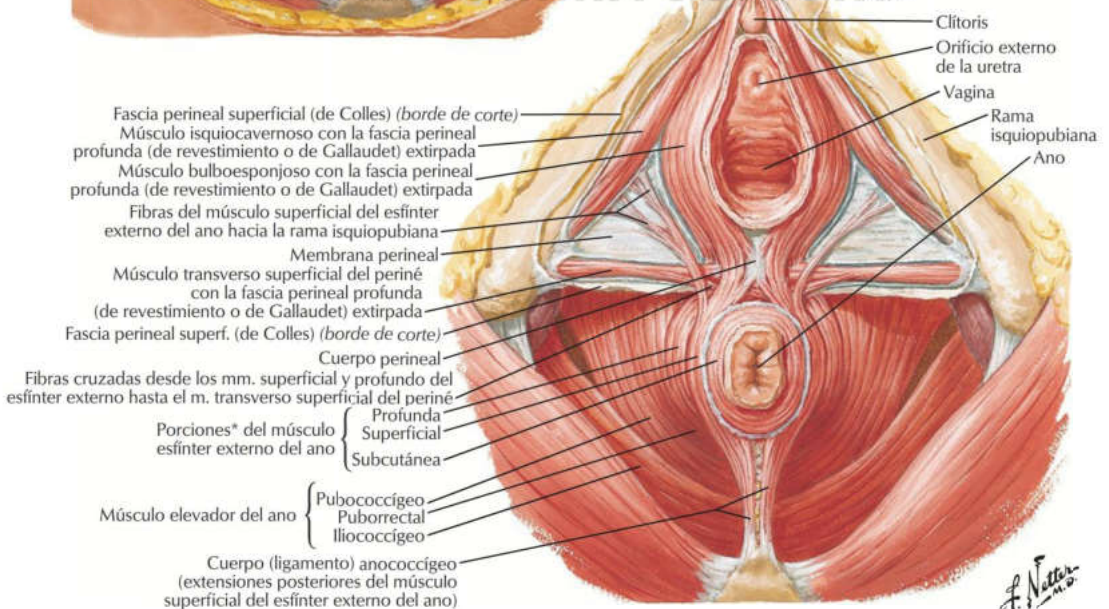 Clítoris
Orificio externo
de la uretra
Vagina
Rama
isquiopubiana
Ano
Fascia perineal superficial (de Colles) (borde de corte)
Músculo isquiocavernoso con la fascia perineal
profunda (de revestimiento o de Gallaudet) extirpada
Músculo bulboesponjoso con la fascia perineal
profunda (de revestimiento o de Gallaudet) extirpada
Fibras del músculo superficial del esfínter
externo del ano hacia la rama isquiopubiana
Membrana perineal
Músculo transverso superficial del periné
con la fascia perineal profunda
(de revestimiento o de Gallaudet) extirpada
Fascia perineal superf. (de Colles) (borde de corte)
Cuerpo perineal
Fibras cruzadas desde los mm. superficial y profundo del
esfínter externo hasta el m. transverso superficial del periné
Porciones* del músculo
esfínter externo del ano
Profunda
Superficial
Subcutánea
Músculo elevador del ano
Pubococcígeo
Puborrectal
Iliococcígeo
Cuerpo (ligamento) anococcígeo
(extensiones posteriores del músculo
superficial del esfínter externo del ano)
F. Netter
M.D.